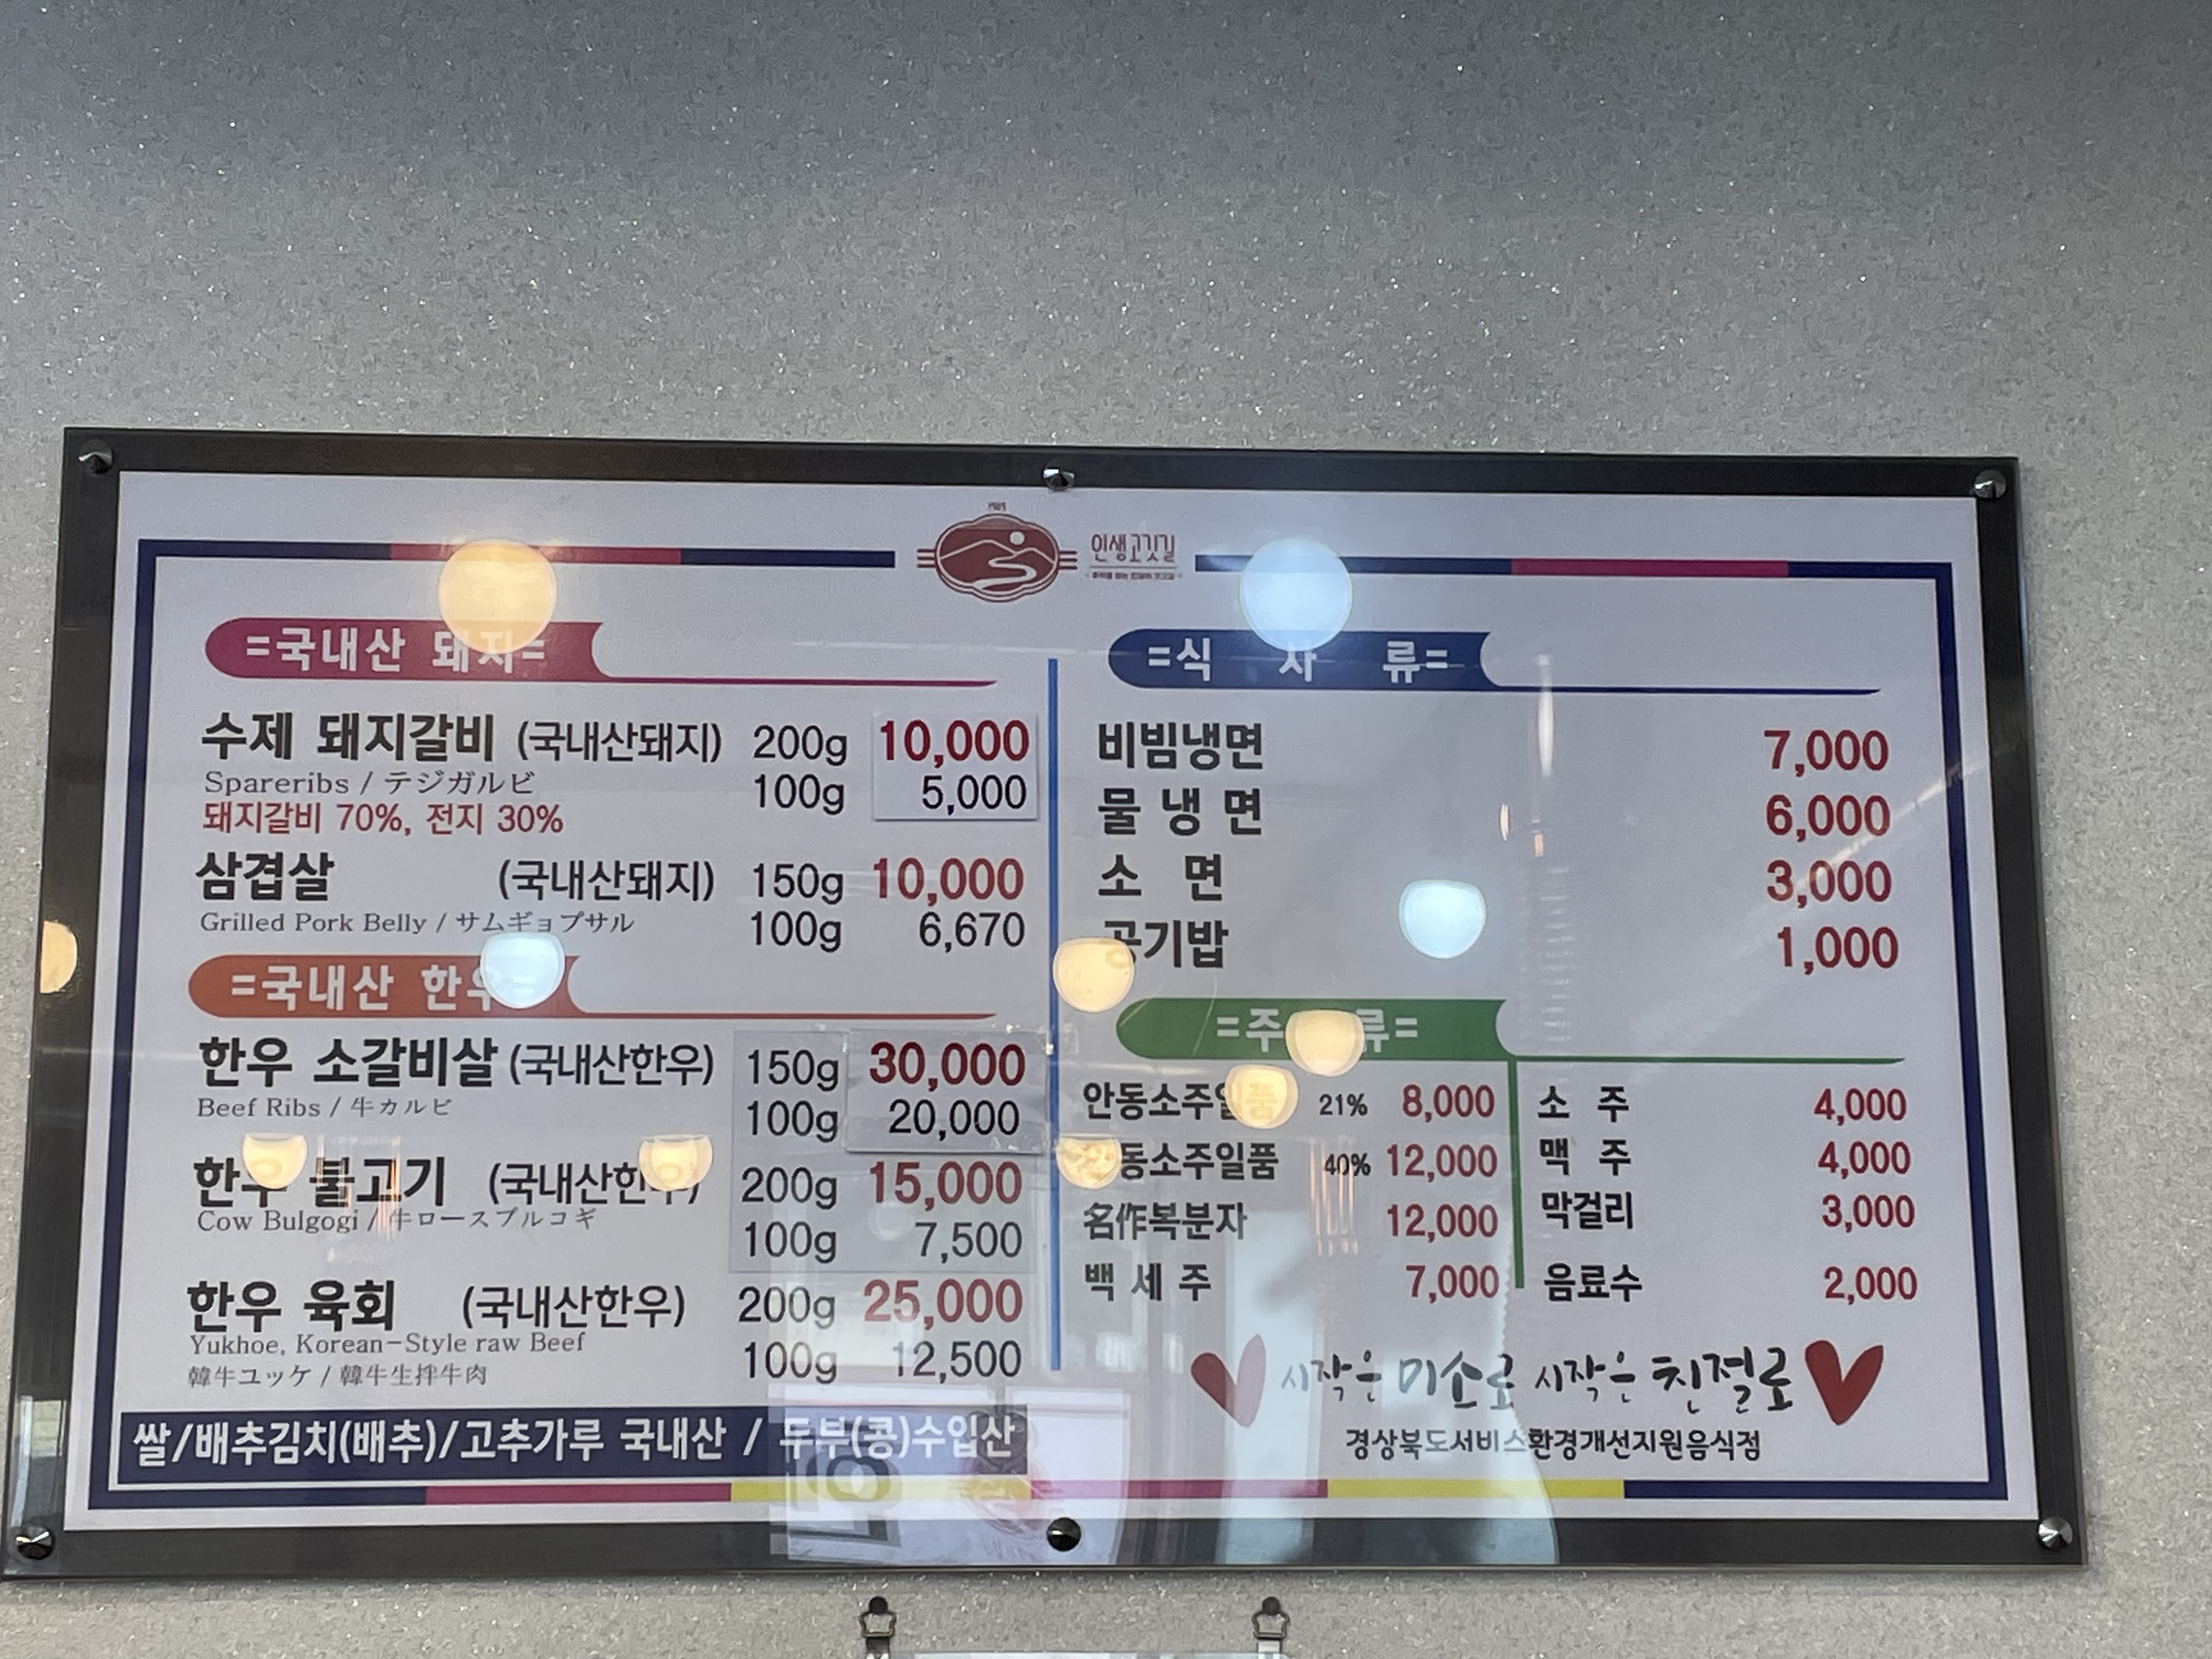 인생고깃길
=국내산 돼지=
수제 돼지갈비 (국내산돼지) 200g 10,000
Spareribs / テジガルビ 100g 5,000
돼지갈비 70%, 전지 30%
삼겹살 (국내산돼지) 150g 10,000
Grilled Pork Belly / サムギョプサル 100g 6,670
=국내산 한우=
한우 소갈비살 (국내산한우) 150g 30,000
Beef Ribs / 牛カルビ 100g 20,000
한우 불고기 (국내산한우) 200g 15,000
Cow Bulgogi / 牛ロースプルコギ 100g 7,500
한우 육회 (국내산한우) 200g 25,000
Yukhoe, Korean-Style raw Beef
韓牛ユッケ / 韓牛生拌牛肉 100g 12,500
쌀/배추김치(배추)/고추가루 국내산 / 두부(콩)수입산
=식 사 류=
비빔냉면 7,000
물 냉 면 6,000
소 면 3,000
공기밥 1,000
=주 류=
안동소주일품 21% 8,000
안동소주일품 40% 12,000
名作복분자 12,000
백 세 주 7,000
소 주 4,000
맥 주 4,000
막걸리 3,000
음료수 2,000
시작은 미소로 시작은 친절로
경상북도서비스환경개선지원음식점